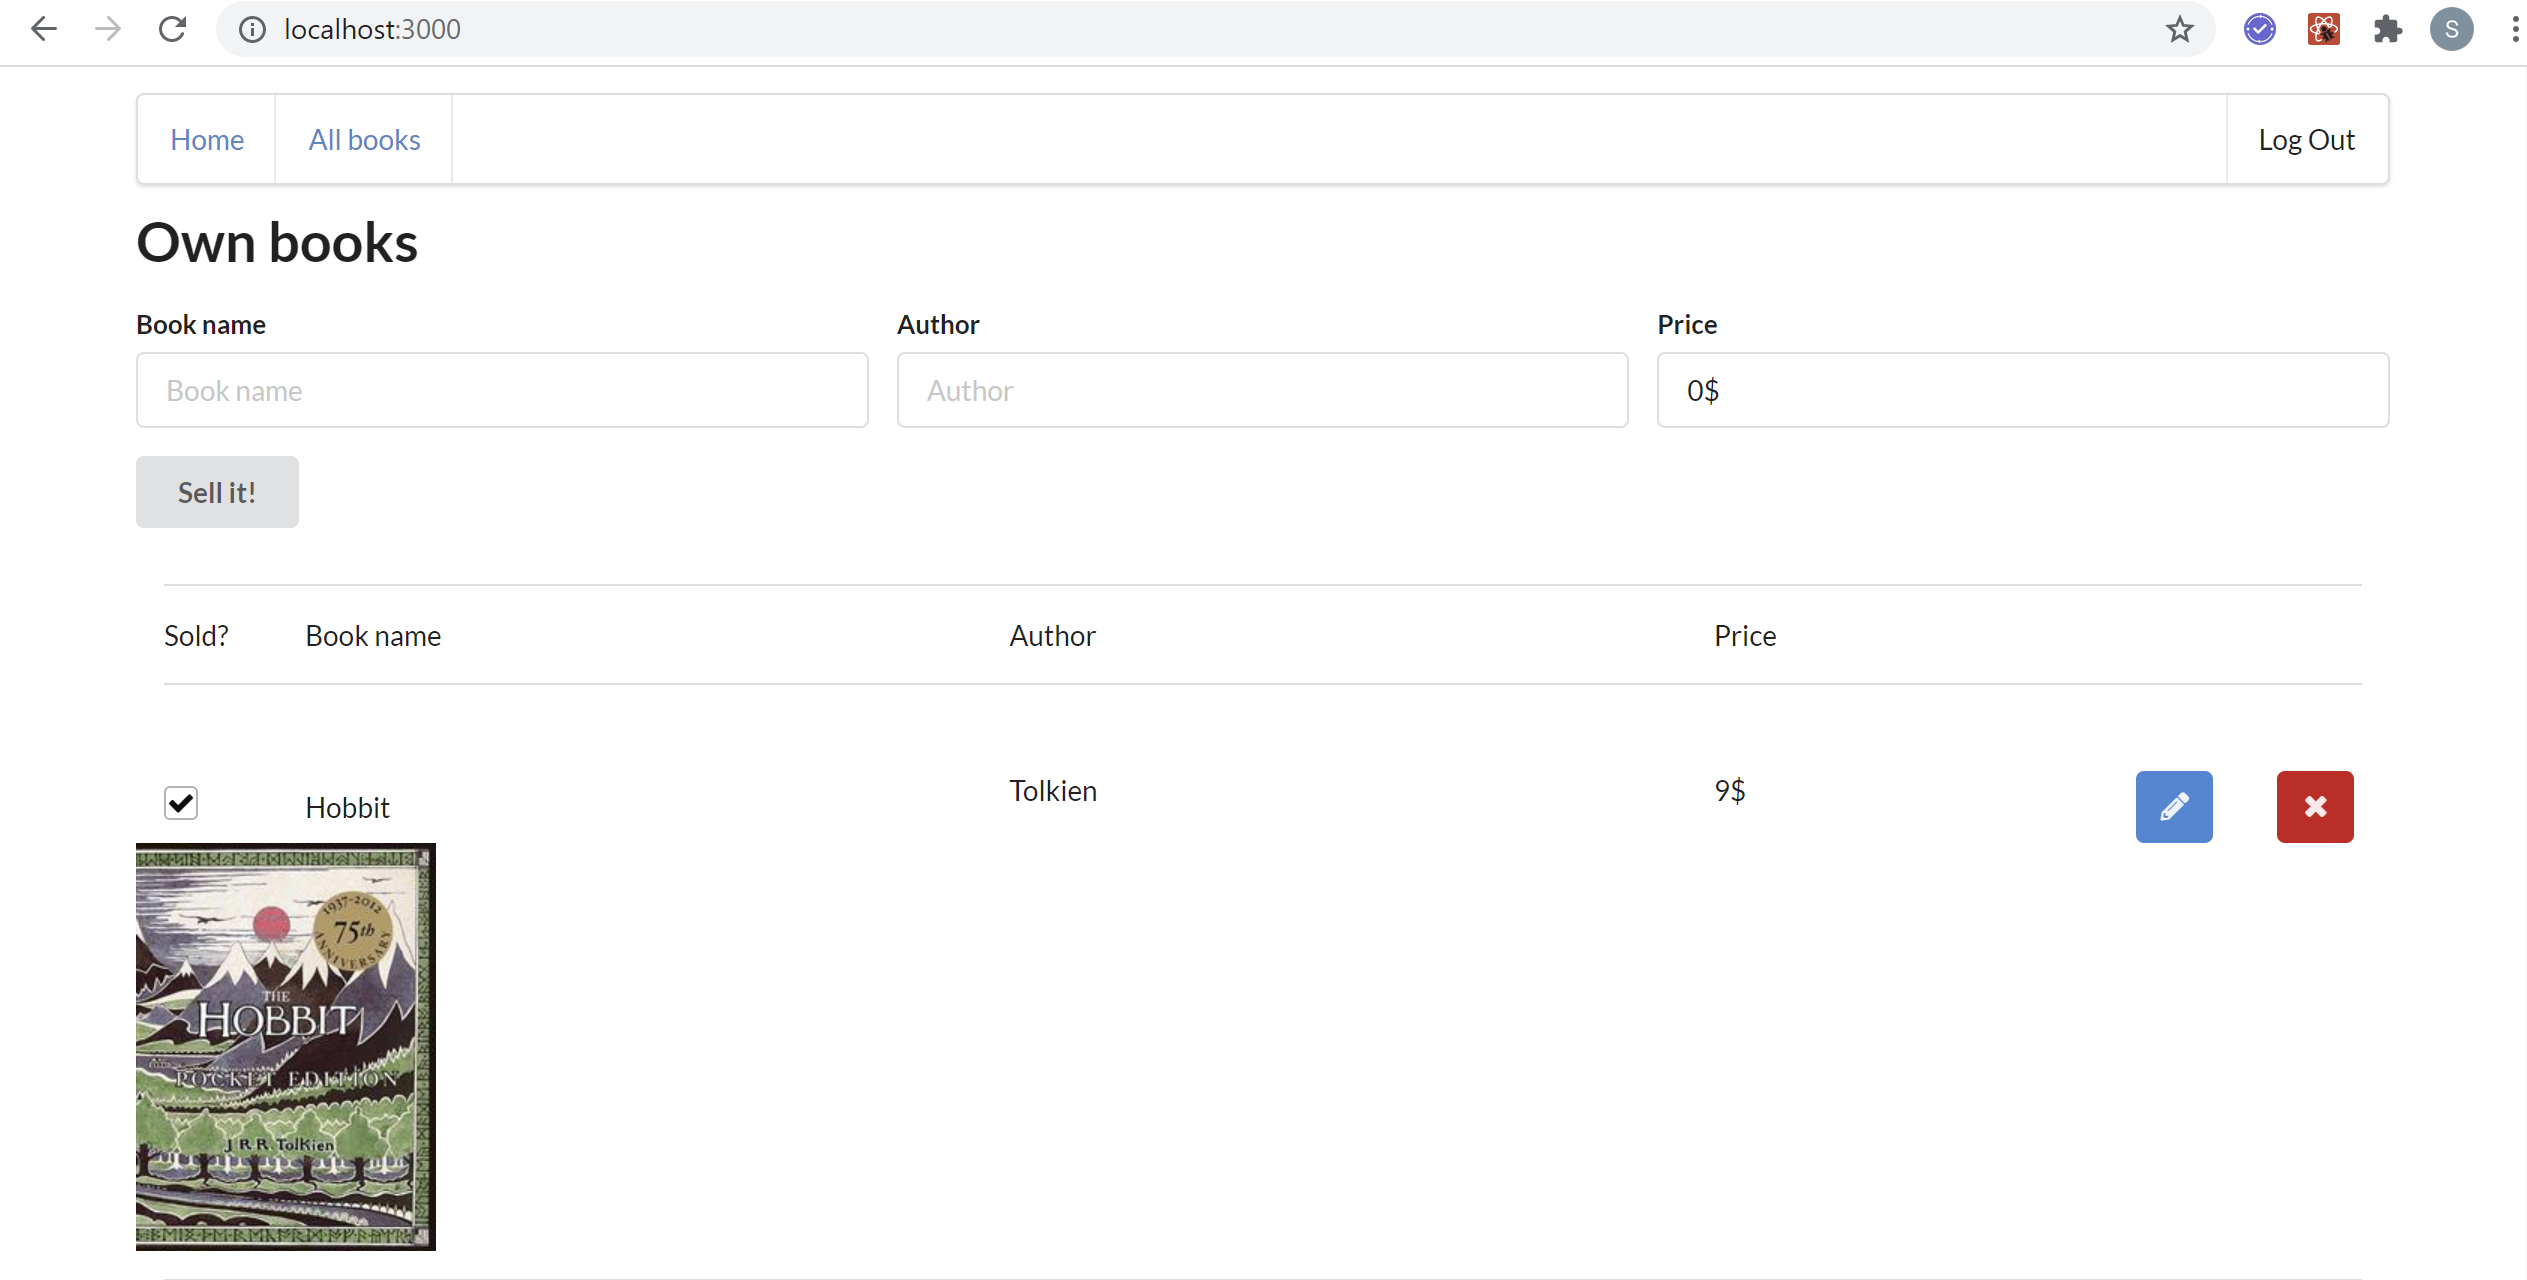 localhost:3000
S
Home
All books
Log Out
Own books
Book name
Author
Price
Book name
Author
0$
Sell it!
Sold?
Book name
Author
Price
Hobbit
Tolkien
9$
1937-2012
75th
ANNIVERSARY
THE
HOBBIT
POCKET EDITION
J.R.R. Tolkien